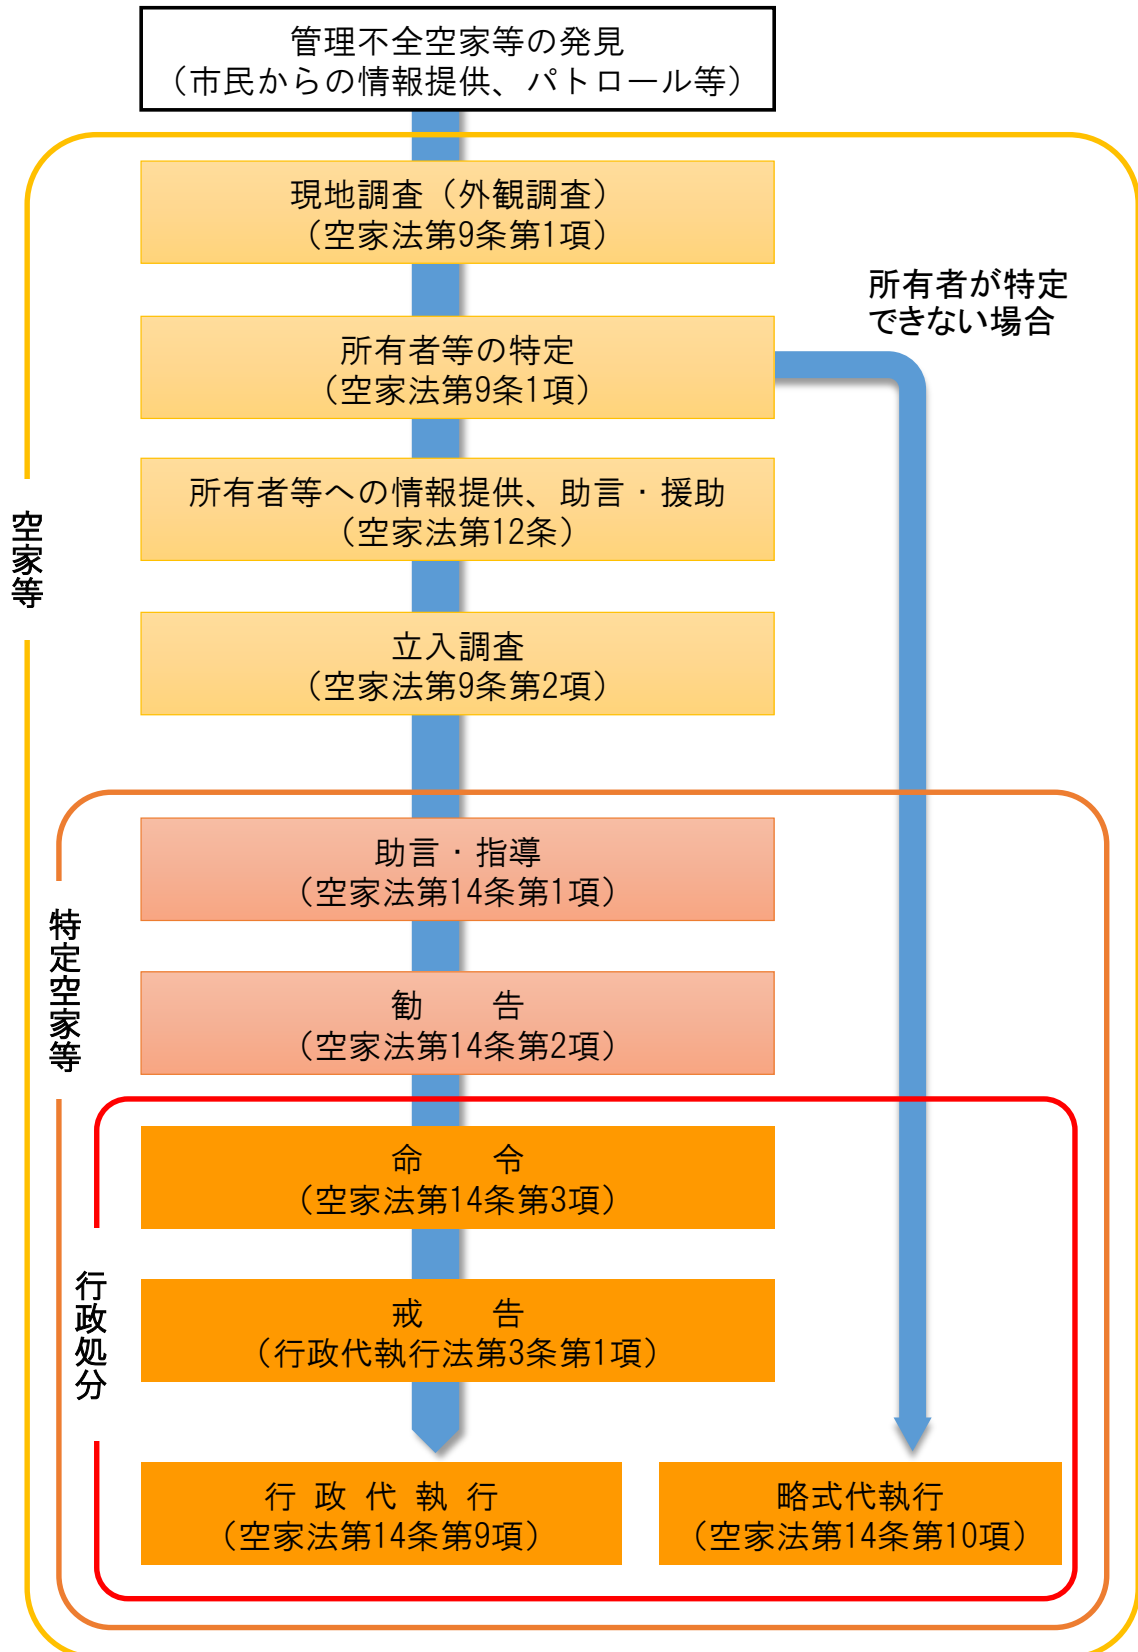 管理不全空家等の発見
（市民からの情報提供、パトロール等）
現地調査（外観調査）
（空家法第9条第1項）
所有者が特定
できない場合
所有者等の特定
（空家法第9条1項）
所有者等への情報提供、助言・援助
（空家法第12条）
空家等
立入調査
（空家法第9条第2項）
助言・指導
（空家法第14条第1項）
特定空家等
勧　　告
（空家法第14条第2項）
命　　令
（空家法第14条第3項）
行政処分
戒　　告
（行政代執行法第3条第1項）
行 政 代 執 行
（空家法第14条第9項）
略式代執行
（空家法第14条第10項）